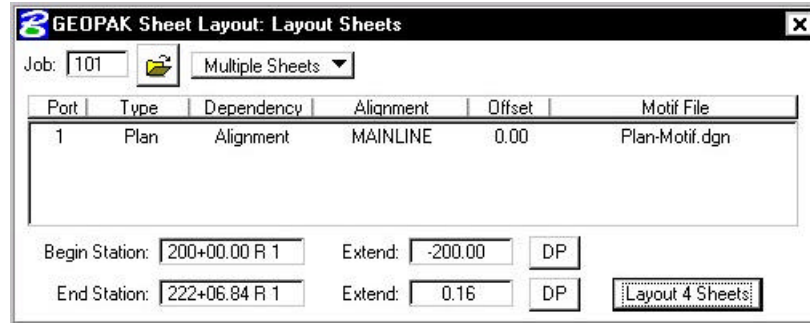 GEOPAK Sheet Layout: Layout Sheets
Job: 101 Multiple Sheets
Port Type Dependency Alignment Offset Motif File
1 Plan Alignment MAINLINE 0.00 Plan-Motif.dgn
Begin Station: 200+00.00 R 1 Extend: -200.00 DP
End Station: 222+06.84 R 1 Extend: 0.16 DP Layout 4 Sheets